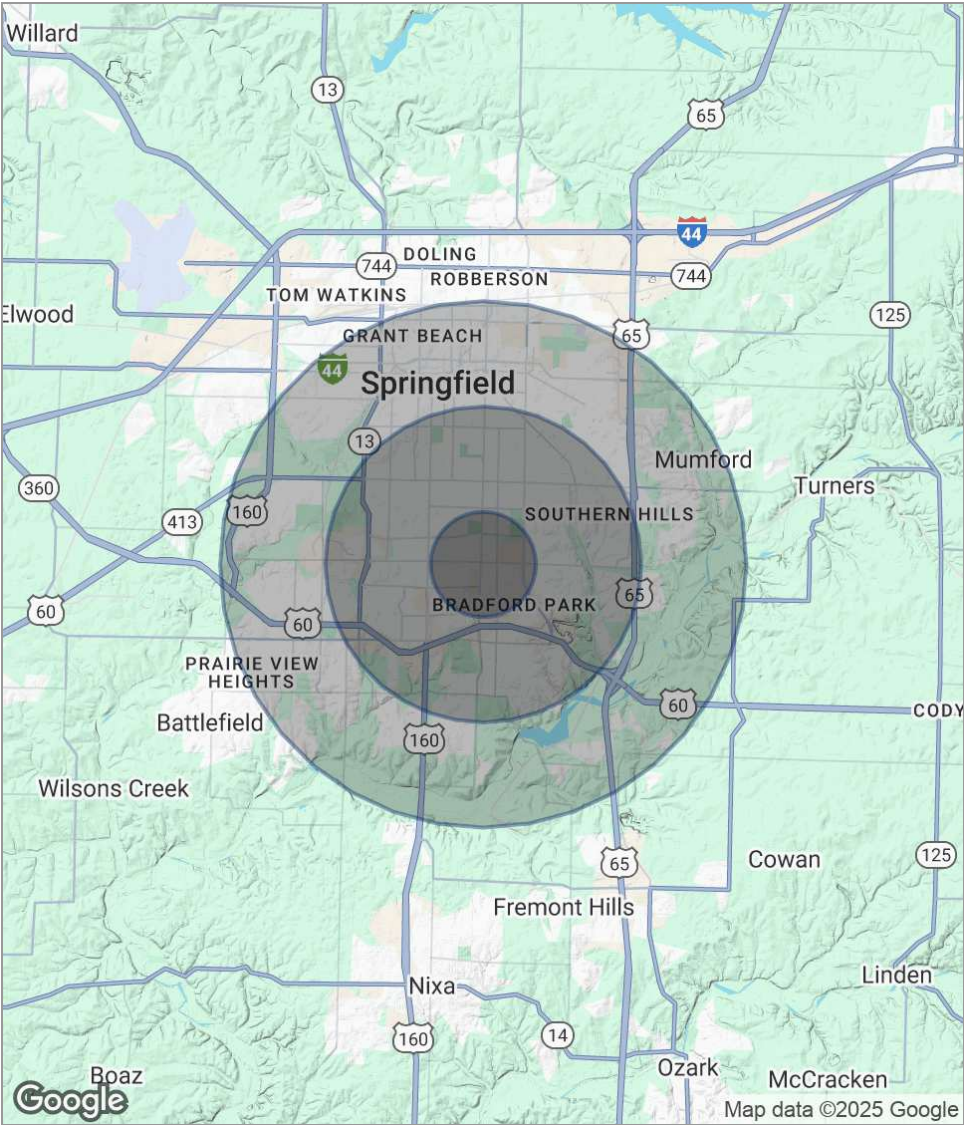 Willard
13
65
44
DOLING
744
ROBBERSON
744
TOM WATKINS
Elwood
125
GRANT BEACH
65
44
Springfield
13
Mumford
360
Turners
160
413
SOUTHERN HILLS
65
BRADFORD PARK
60
60
PRAIRIE VIEW
HEIGHTS
60
CODY
Battlefield
160
Wilsons Creek
65
Cowan
125
Fremont Hills
Linden
Nixa
160
14
Ozark
Boaz
McCracken
Google
Map data ©2025 Google